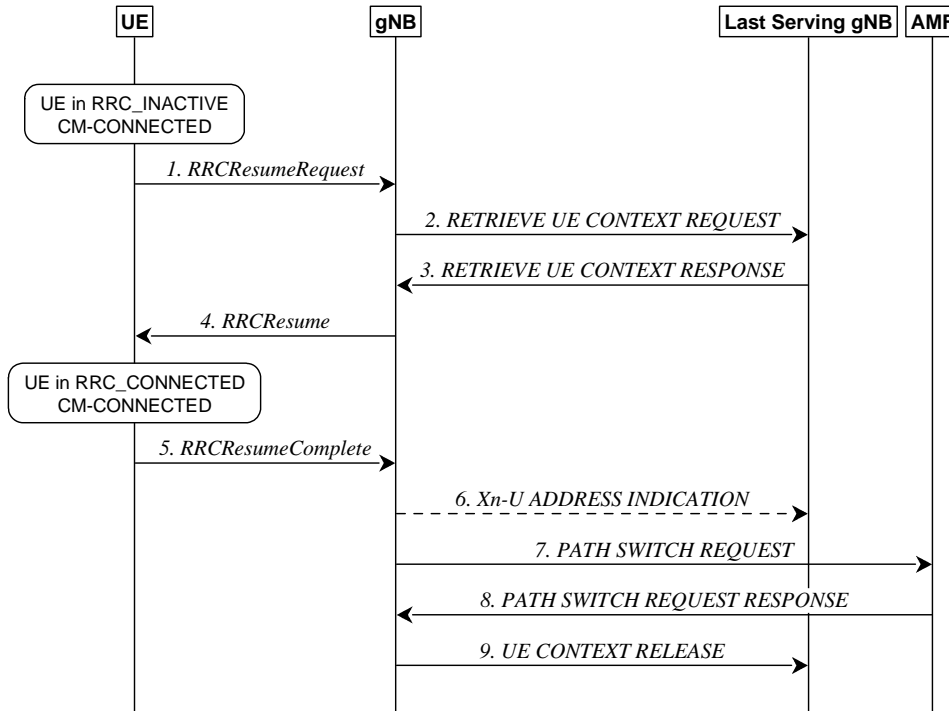 UE
gNB
Last Serving gNB
AMF
UE in RRC_INACTIVE
CM-CONNECTED
1. RRCResumeRequest
2. RETRIEVE UE CONTEXT REQUEST
3. RETRIEVE UE CONTEXT RESPONSE
4. RRCResume
UE in RRC_CONNECTED
CM-CONNECTED
5. RRCResumeComplete
6. Xn-U ADDRESS INDICATION
7. PATH SWITCH REQUEST
8. PATH SWITCH REQUEST RESPONSE
9. UE CONTEXT RELEASE